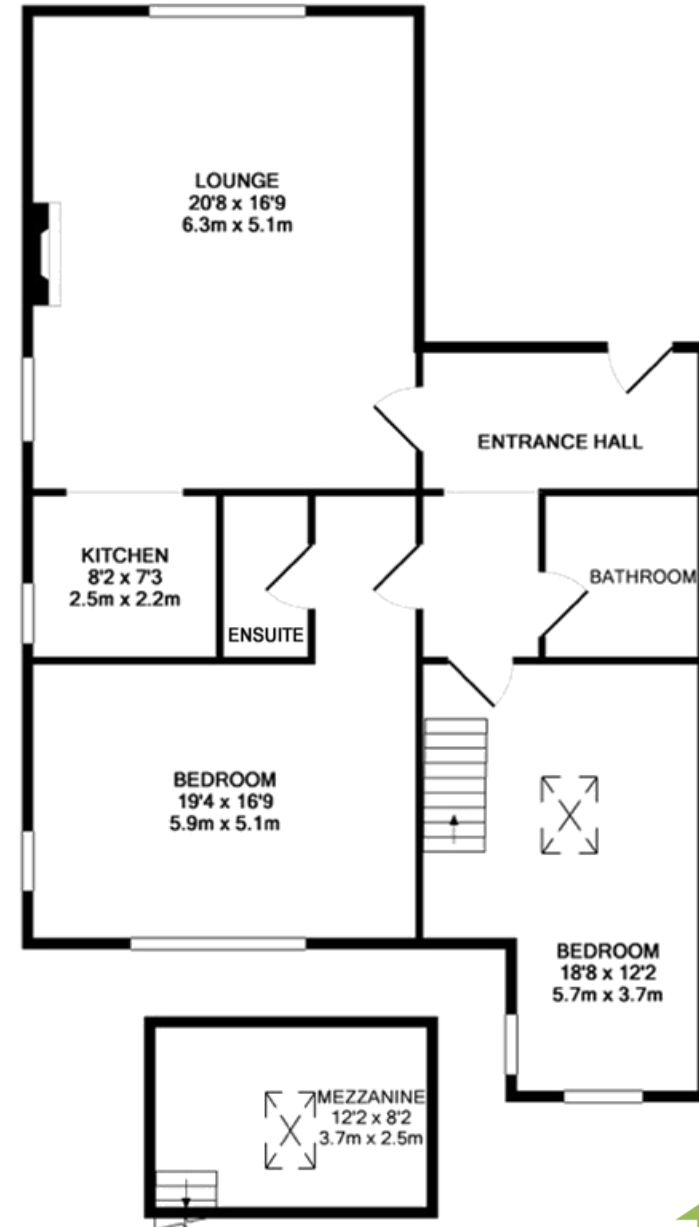 LOUNGE
20'8 x 16'9
6.3m x 5.1m
ENTRANCE HALL
KITCHEN
8'2 x 7'3
2.5m x 2.2m
ENSUITE
BATHROOM
BEDROOM
19'4 x 16'9
5.9m x 5.1m
BEDROOM
18'8 x 12'2
5.7m x 3.7m
MEZZANINE
12'2 x 8'2
3.7m x 2.5m